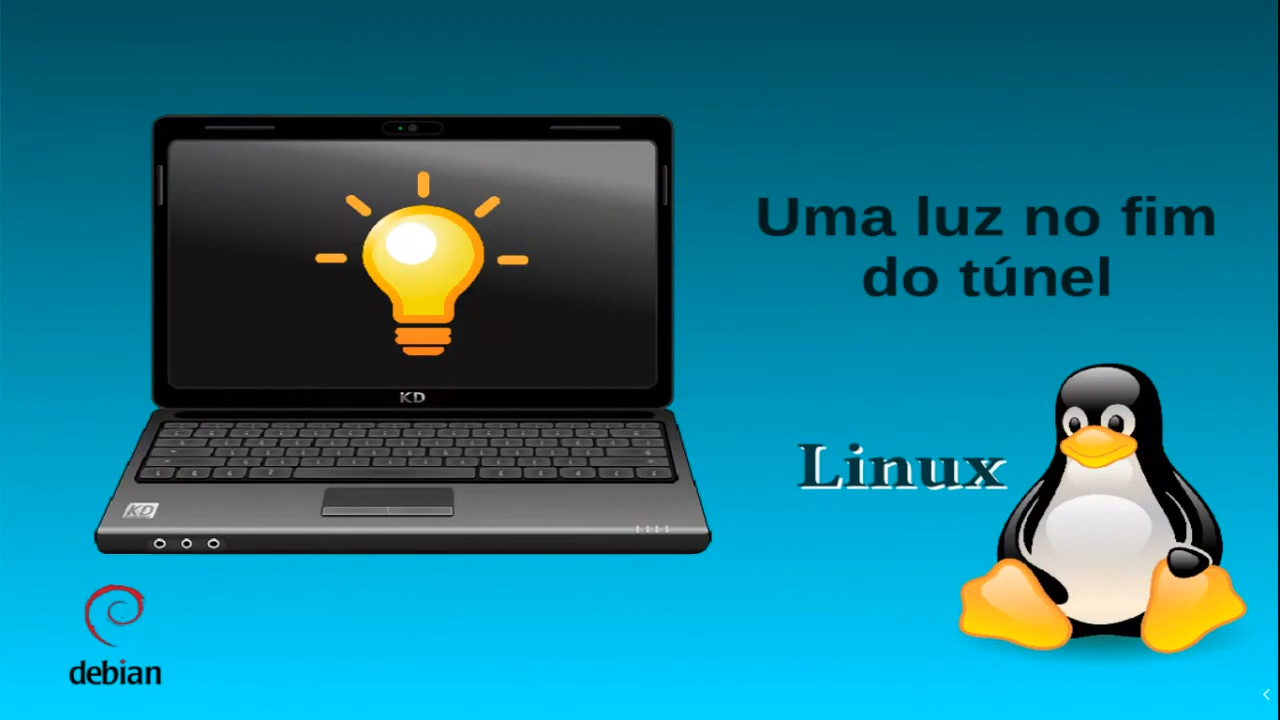 Uma luz no fim
do túnel
KD
Linux
KD
debian